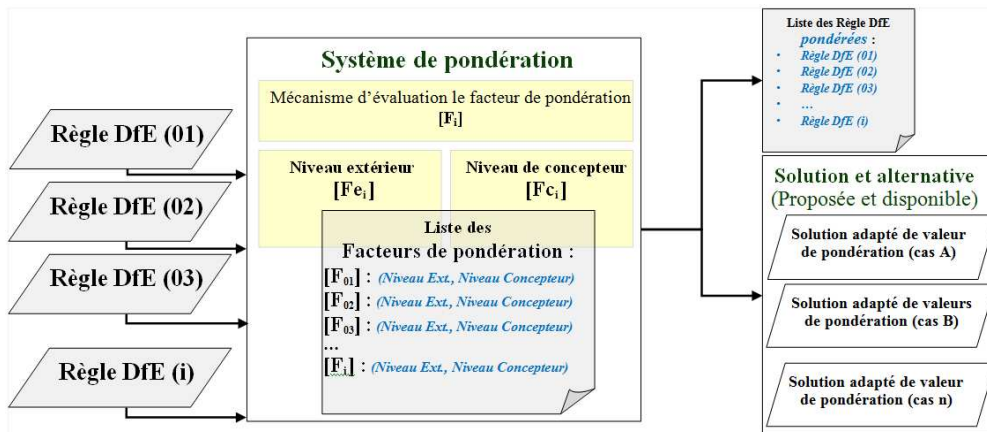 Règle DfE (01)
Règle DfE (02)
Règle DfE (03)
Règle DfE (i)
Système de pondération
Mécanisme d’évaluation le facteur de pondération
[Fi]
Niveau extérieur
[Fei]
Niveau de concepteur
[Fci]
Liste des
Facteurs de pondération :
[F01] : (Niveau Ext., Niveau Concepteur)
[F02] : (Niveau Ext., Niveau Concepteur)
[F03] : (Niveau Ext., Niveau Concepteur)
...
[Fi] : (Niveau Ext., Niveau Concepteur)
Liste des Règle DfE
pondérées :
• Règle DfE (01)
• Règle DfE (02)
• Règle DfE (03)
• ...
• Règle DfE (i)
Solution et alternative
(Proposée et disponible)
Solution adapté de valeur
de pondération (cas A)
Solution adapté de valeurs
de pondération (cas B)
Solution adapté de valeur
de pondération (cas n)